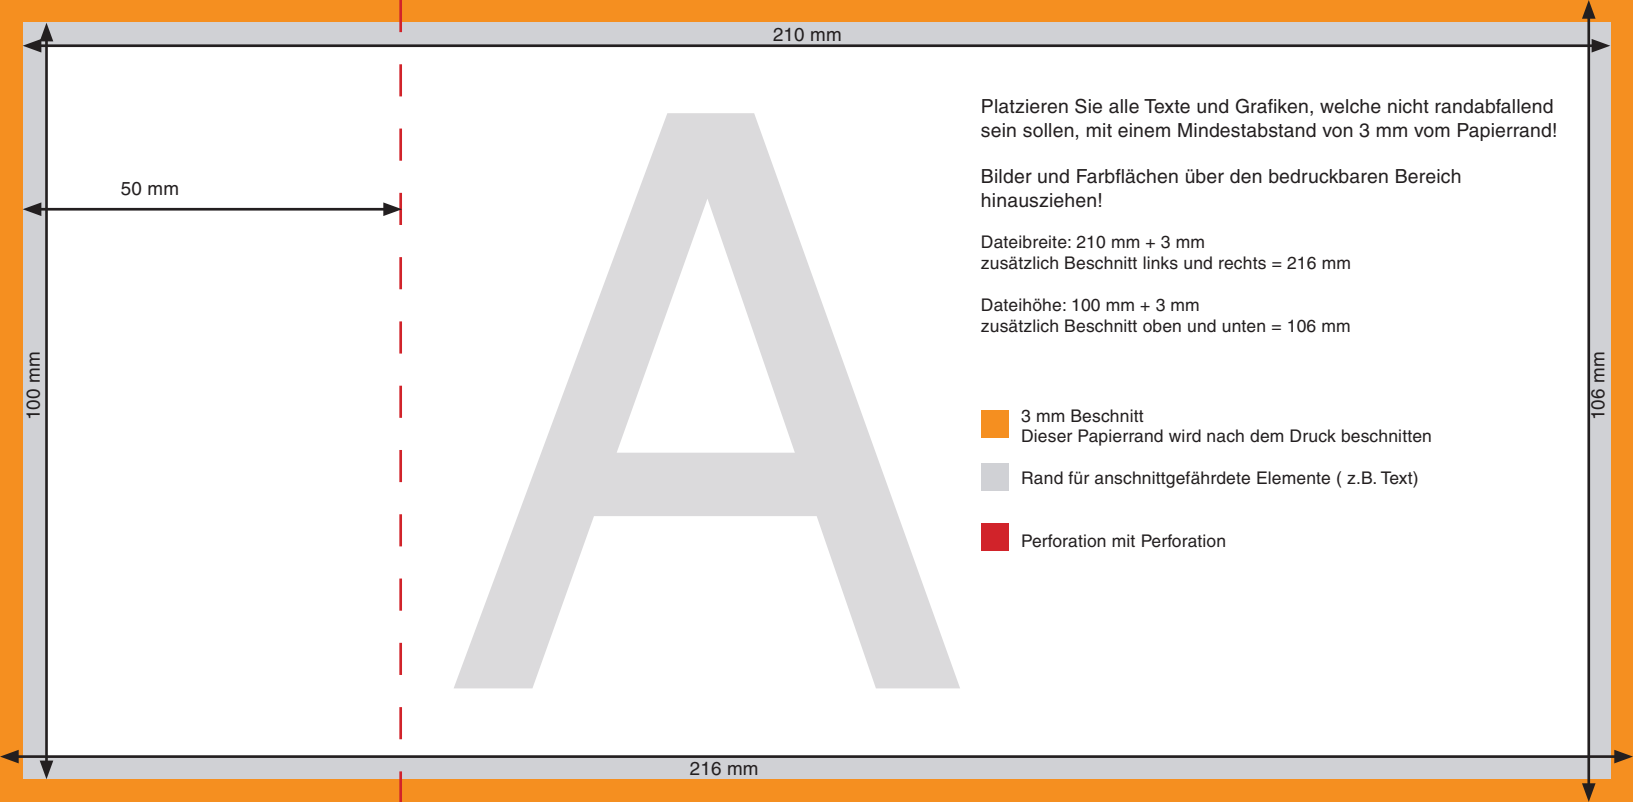 210 mm
Platzieren Sie alle Texte und Grafiken, welche nicht randabfallend
sein sollen, mit einem Mindestabstand von 3 mm vom Papierrand!
50 mm
Bilder und Farbflächen über den bedruckbaren Bereich
hinausziehen!
Dateibreite: 210 mm + 3 mm
zusätzlich Beschnitt links und rechts = 216 mm
Dateihöhe: 100 mm + 3 mm
zusätzlich Beschnitt oben und unten = 106 mm
100 mm
A
106 mm
3 mm Beschnitt
Dieser Papierrand wird nach dem Druck beschnitten
Rand für anschnittgefährdete Elemente ( z.B. Text)
Perforation mit Perforation
216 mm